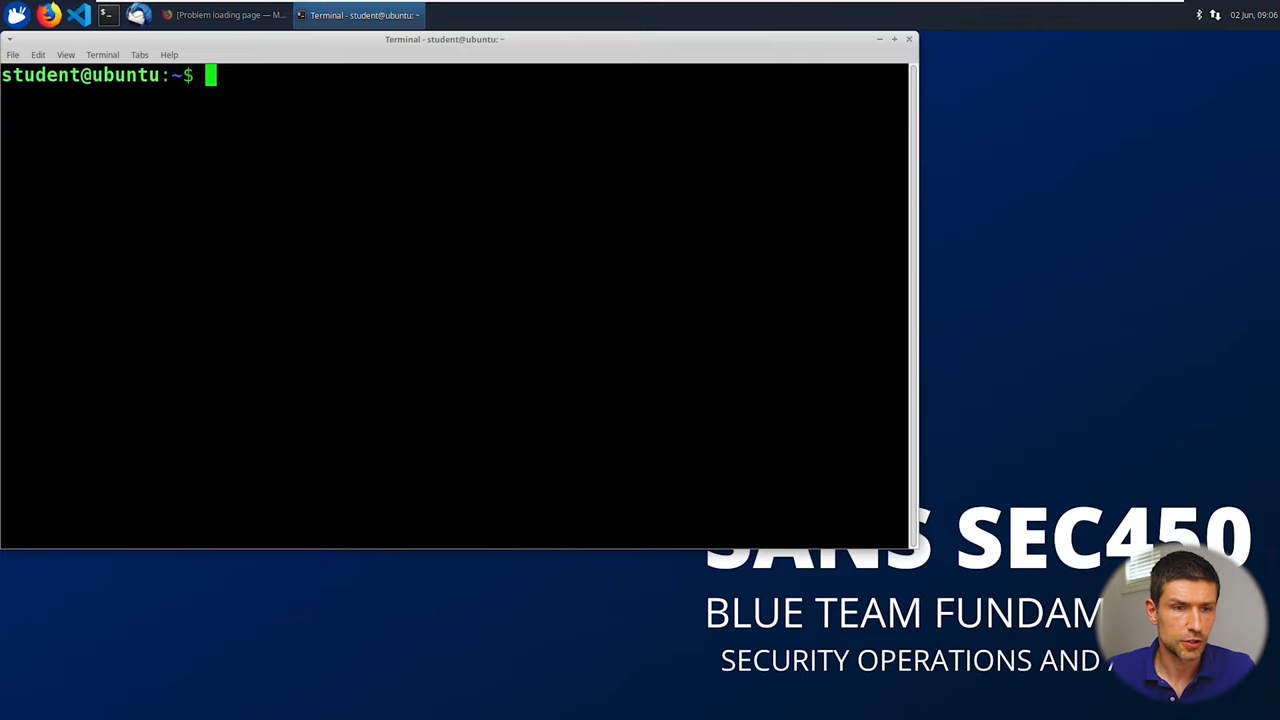 [Problem loading page — M...
Terminal - student@ubuntu: ~
02 Jun, 09:06
Terminal - student@ubuntu: ~
File Edit View Terminal Tabs Help
student@ubuntu:~$
SANS SEC450
BLUE TEAM FUNDAM
SECURITY OPERATIONS AND